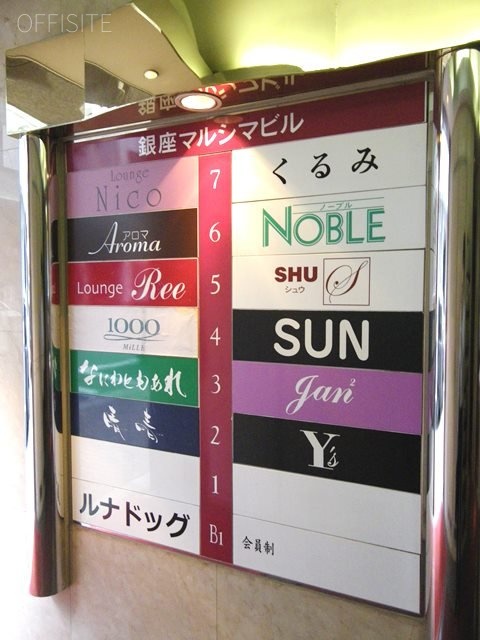 OFFISITE
銀座マルシマビル
Lounge
Nico
7
くるみ
アロマ
Aroma
6
ノーブル
NOBLE
Lounge Ree
5
SHU
シュウ
S
1000
MiLLE
4
SUN
なにわともあれ
3
Jan²
2
Y's
1
ルナドッグ
B1
会員制